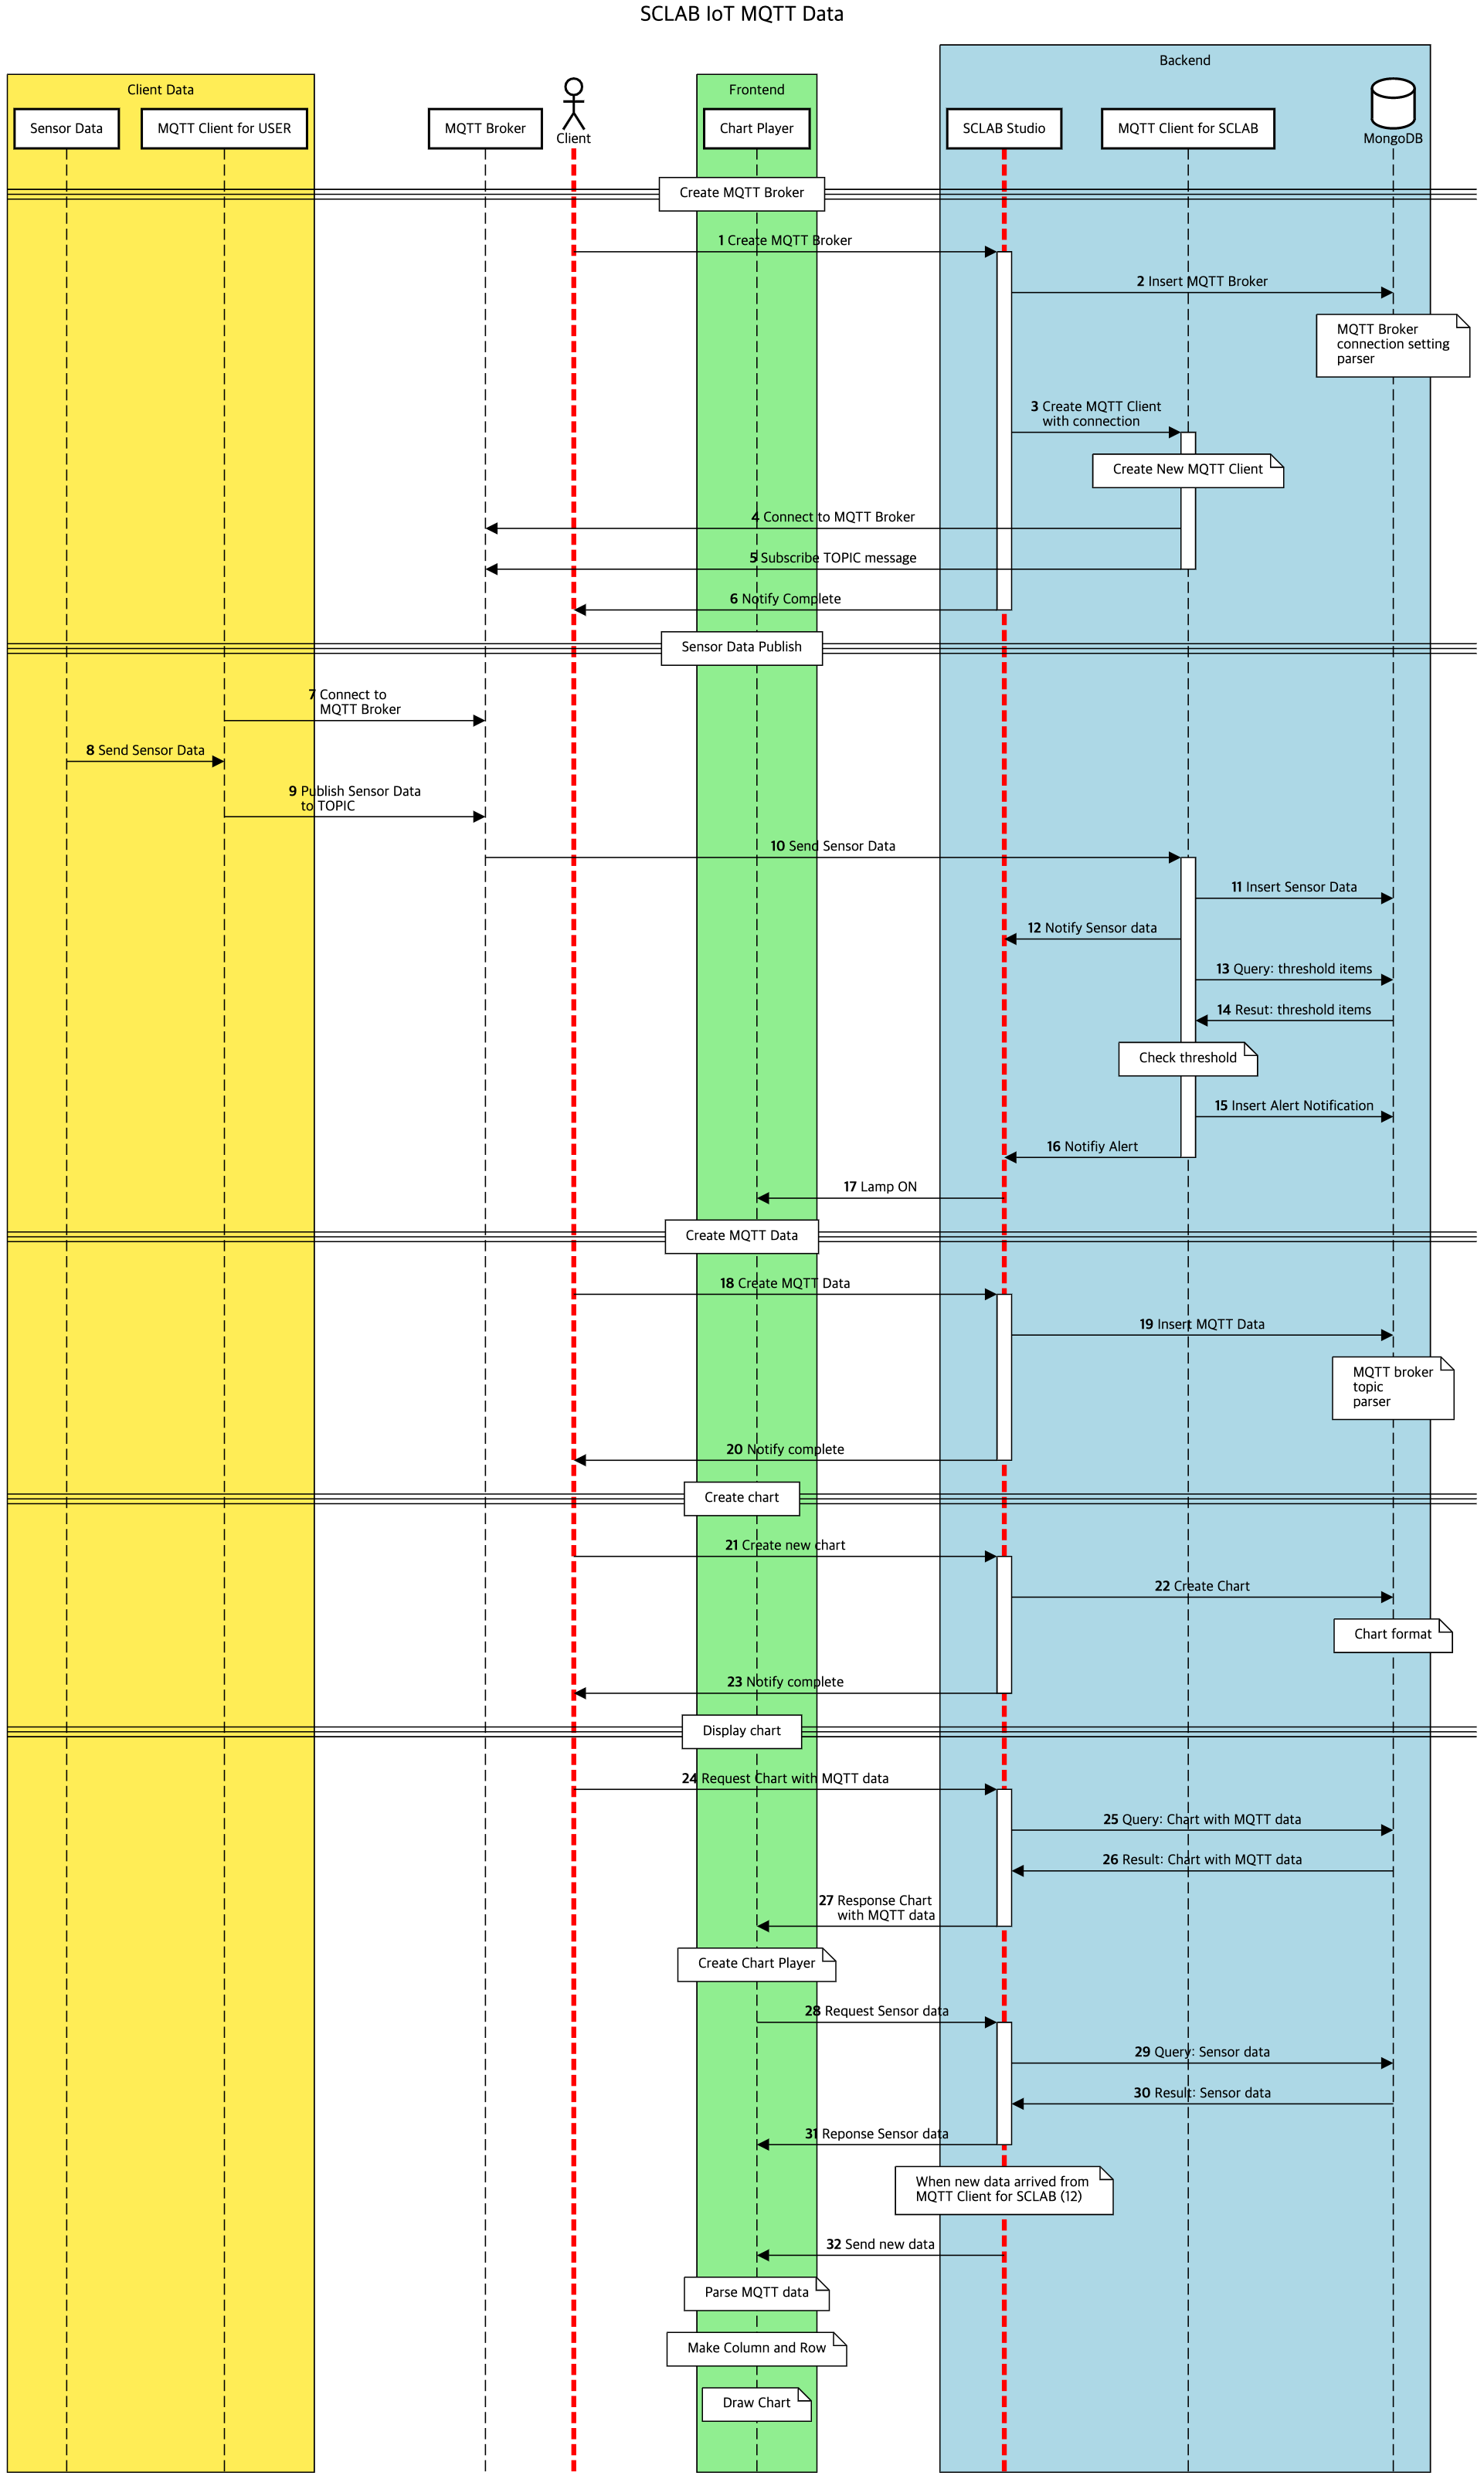 SCLAB IoT MQTT Data
Client Data
Frontend
Backend
Sensor Data
MQTT Client for USER
MQTT Broker
Client
Chart Player
SCLAB Studio
MQTT Client for SCLAB
MongoDB
Create MQTT Broker
1 Create MQTT Broker
2 Insert MQTT Broker
MQTT Broker
connection setting
parser
3 Create MQTT Client
with connection
Create New MQTT Client
4 Connect to MQTT Broker
5 Subscribe TOPIC message
6 Notify Complete
Sensor Data Publish
7 Connect to
MQTT Broker
8 Send Sensor Data
9 Publish Sensor Data
to TOPIC
10 Send Sensor Data
11 Insert Sensor Data
12 Notify Sensor data
13 Query: threshold items
14 Resut: threshold items
Check threshold
15 Insert Alert Notification
16 Notifiy Alert
17 Lamp ON
Create MQTT Data
18 Create MQTT Data
19 Insert MQTT Data
MQTT broker
topic
parser
20 Notify complete
Create chart
21 Create new chart
22 Create Chart
Chart format
23 Notify complete
Display chart
24 Request Chart with MQTT data
25 Query: Chart with MQTT data
26 Result: Chart with MQTT data
27 Response Chart
with MQTT data
Create Chart Player
28 Request Sensor data
29 Query: Sensor data
30 Result: Sensor data
31 Reponse Sensor data
When new data arrived from
MQTT Client for SCLAB (12)
32 Send new data
Parse MQTT data
Make Column and Row
Draw Chart